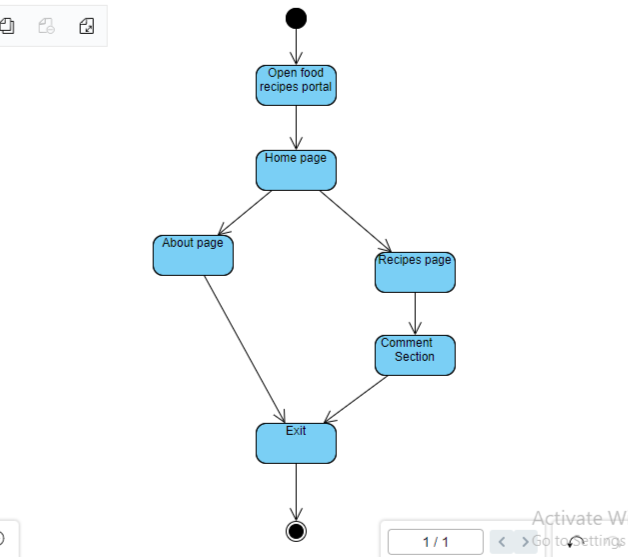 Open food
recipes portal
Home page
About page
Recipes page
Comment
Section
Exit
Activate W
Go to Settings
1 / 1